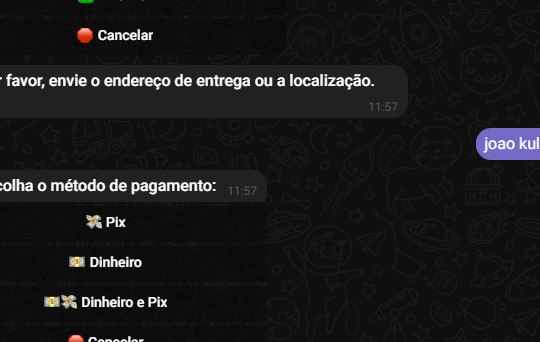 🛑 Cancelar
r favor, envie o endereço de entrega ou a localização.
11:57
joao kul
colha o método de pagamento: 11:57
💸 Pix
💵 Dinheiro
💵💸 Dinheiro e Pix
🛑 Cancelar